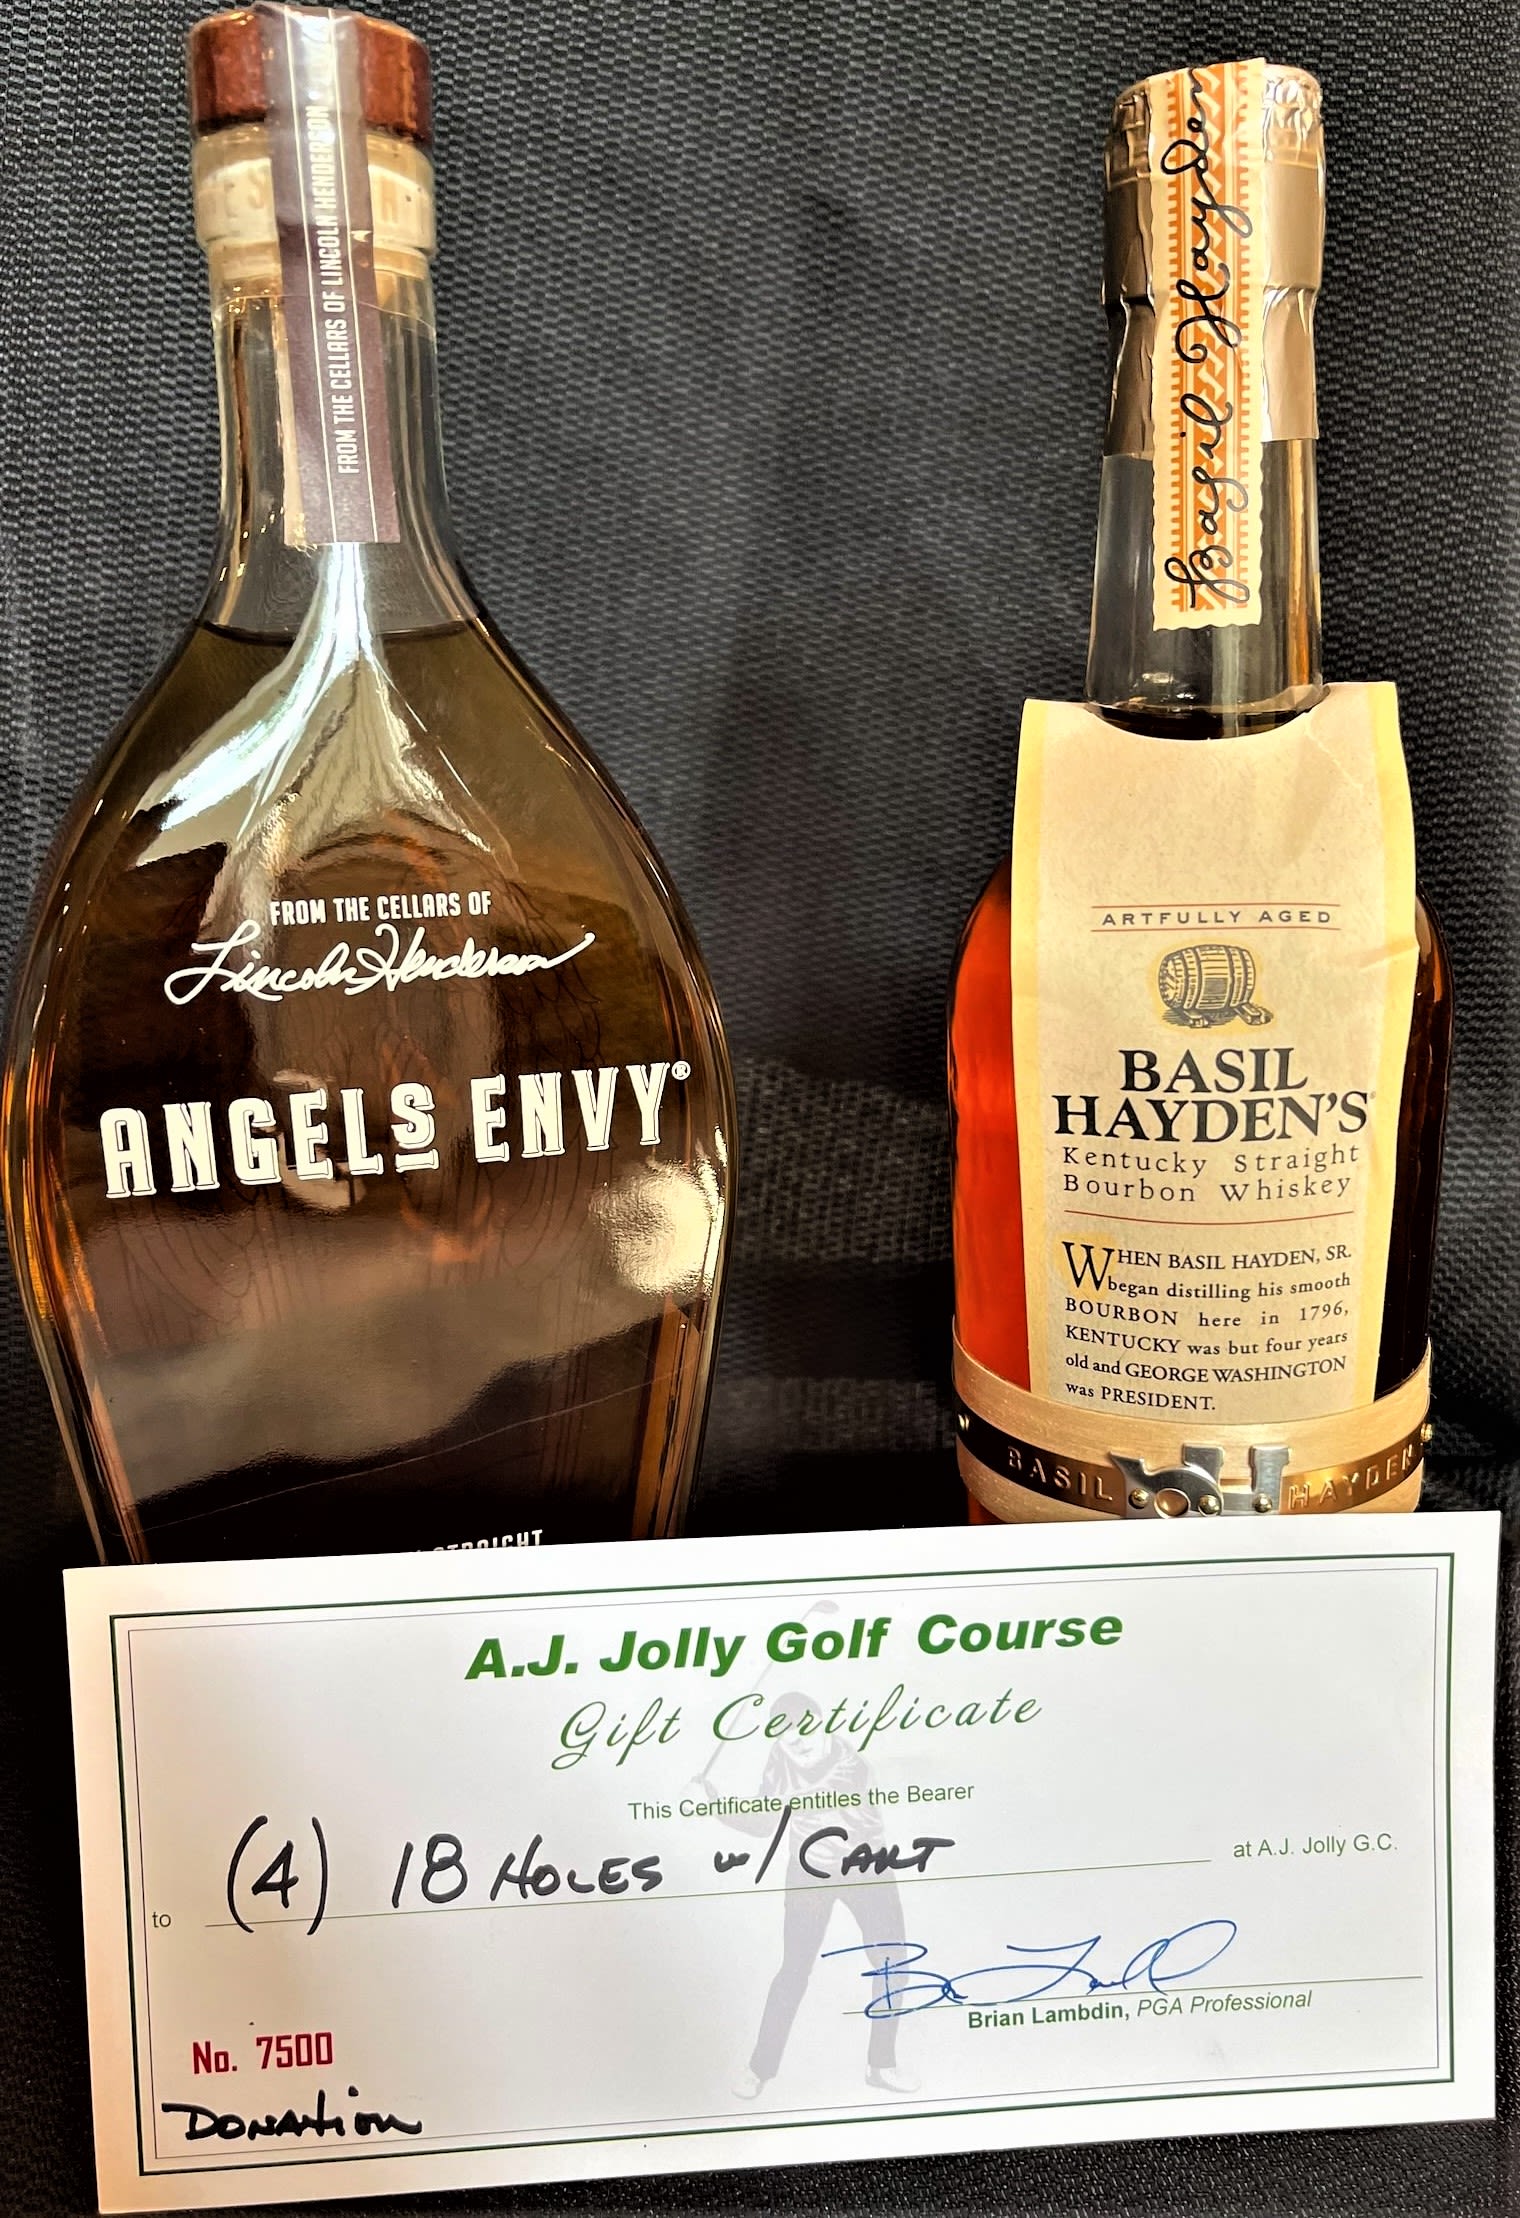 FROM THE CELLARS OF LINCOLN HENDERSON
FROM THE CELLARS OF
Lincoln Henderson
ANGELS ENVY®
STRAIGHT
Basil Hayden
ARTFULLY AGED
BASIL
HAYDEN'S®
Kentucky Straight
Bourbon Whiskey
WHEN BASIL HAYDEN, SR.
began distilling his smooth
BOURBON here in 1796,
KENTUCKY was but four years
old and GEORGE WASHINGTON
was PRESIDENT.
BASIL H HAYDEN
A.J. Jolly Golf Course
Gift Certificate
This Certificate entitles the Bearer
to (4) 18 HOLES w/ CART at A.J. Jolly G.C.
Brian Lambdin, PGA Professional
No. 7500
DONATION